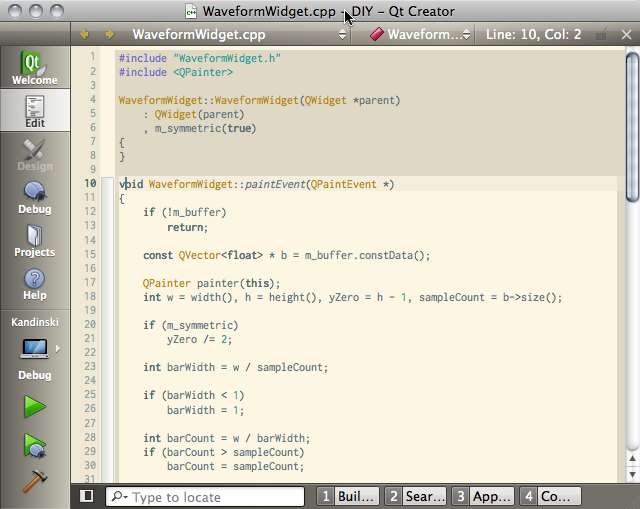 WaveformWidget.cpp - DIY - Qt Creator
WaveformWidget.cpp Waveform... Line: 10, Col: 2
Qt
Welcome
Edit
Design
Debug
Projects
?
Help
Kandinski
Debug
1 #include "WaveformWidget.h"
2 #include <QPainter>
3
4 WaveformWidget::WaveformWidget(QWidget *parent)
5 : QWidget(parent)
6 , m_symmetric(true)
7 {
8 }
9
10 void WaveformWidget::paintEvent(QPaintEvent *)
11 {
12 if (!m_buffer)
13 return;
14
15 const QVector<float> * b = m_buffer.constData();
16
17 QPainter painter(this);
18 int w = width(), h = height(), yZero = h - 1, sampleCount = b->size();
19
20 if (m_symmetric)
21 yZero /= 2;
22
23 int barWidth = w / sampleCount;
24
25 if (barWidth < 1)
26 barWidth = 1;
27
28 int barCount = w / barWidth;
29 if (barCount > sampleCount)
30 barCount = sampleCount;
31
Type to locate 1 Buil... 2 Sear... 3 App... 4 Co...